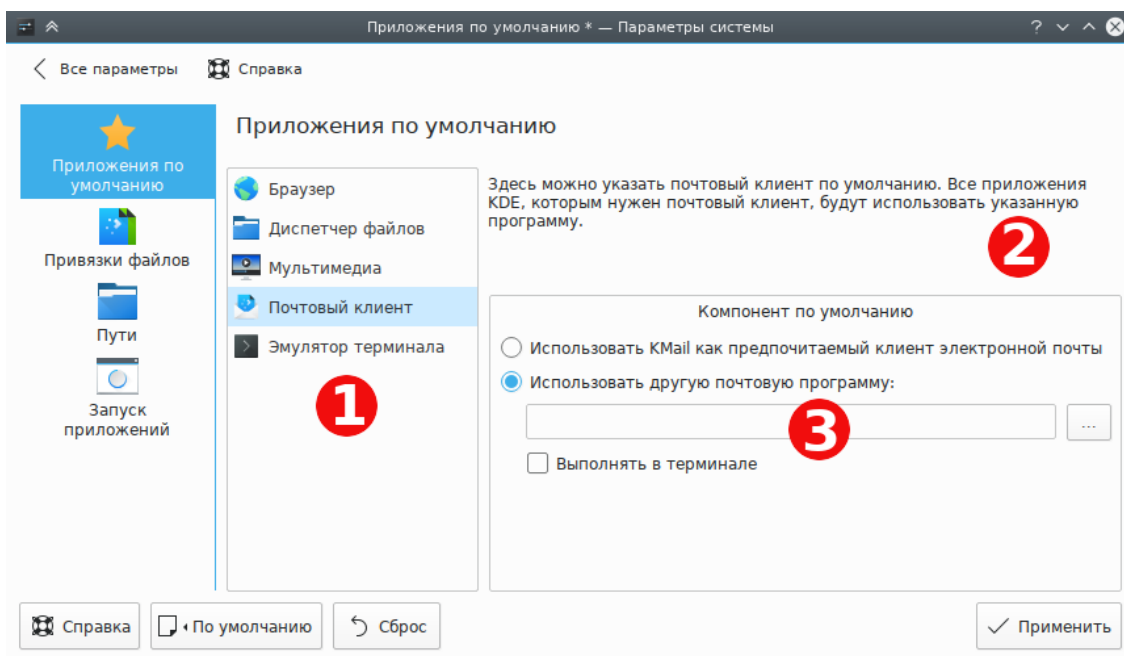 Приложения по умолчанию * — Параметры системы
Все параметры
Справка
Приложения по
умолчанию
Привязки файлов
Пути
Запуск
приложений
Приложения по умолчанию
Браузер
Диспетчер файлов
Мультимедиа
Почтовый клиент
Эмулятор терминала
1
Здесь можно указать почтовый клиент по умолчанию. Все приложения
KDE, которым нужен почтовый клиент, будут использовать указанную
программу.
2
Компонент по умолчанию
Использовать KMail как предпочитаемый клиент электронной почты
Использовать другую почтовую программу:
3
...
Выполнять в терминале
Справка
По умолчанию
Сброс
Применить